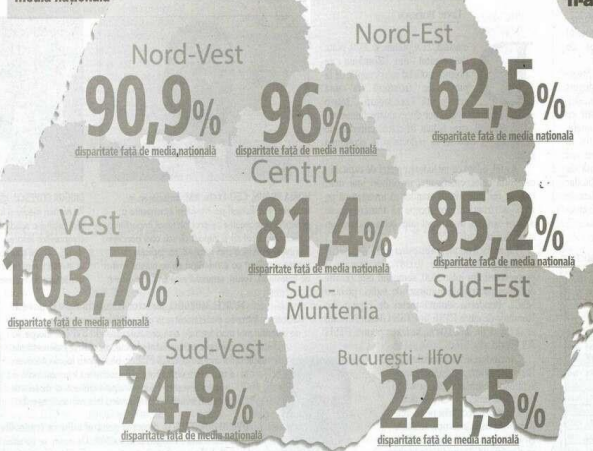 media națională
Nord-Vest
90,9%
disparitate față de media națională
96%
disparitate față de media națională
Centru
Nord-Est
62,5%
disparitate față de media națională
Vest
103,7%
disparitate față de media națională
81,4%
disparitate față de media națională
Sud -
Muntenia
85,2%
disparitate față de media națională
Sud-Est
Sud-Vest
74,9%
disparitate față de media națională
București - Ilfov
221,5%
disparitate față de media națională